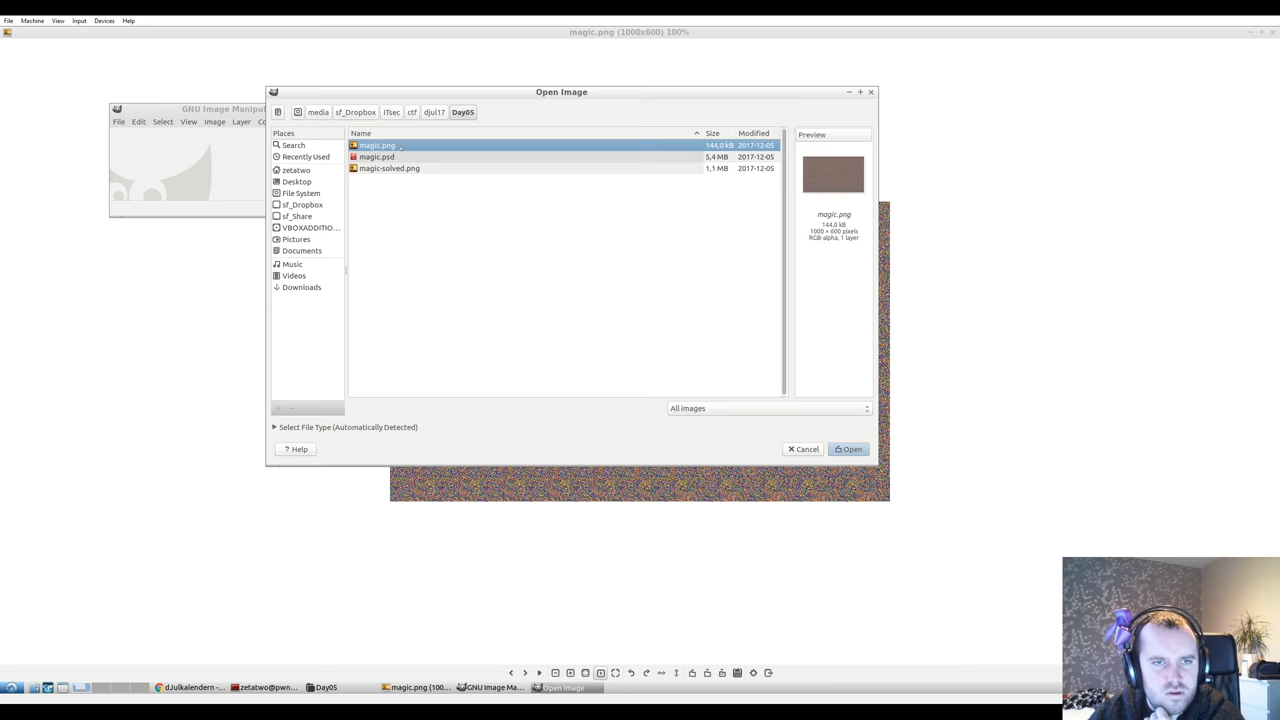 File Machine View Input Devices Help
magic.png (1000x600) 100%
Open Image
GNU Image Manipul
File Edit Select View Image Layer Co
media sf_Dropbox ITsec ctf djul17 Day05
Places
Search
Recently Used
zetatwo
Desktop
File System
sf_Dropbox
sf_Share
VBOXADDITIO...
Pictures
Documents
Music
Videos
Downloads
Name Size Modified
magic.png 144,0 kB 2017-12-05
magic.psd 5,4 MB 2017-12-05
magic-solved.png 1,1 MB 2017-12-05
Preview
magic.png
144,0 kB
1000 × 600 pixels
RGB-alpha, 1 layer
All images
Select File Type (Automatically Detected)
Help Cancel Open
dJulkalendern -... zetatwo@pwn... Day05 magic.png (100... GNU Image Ma... Open Image